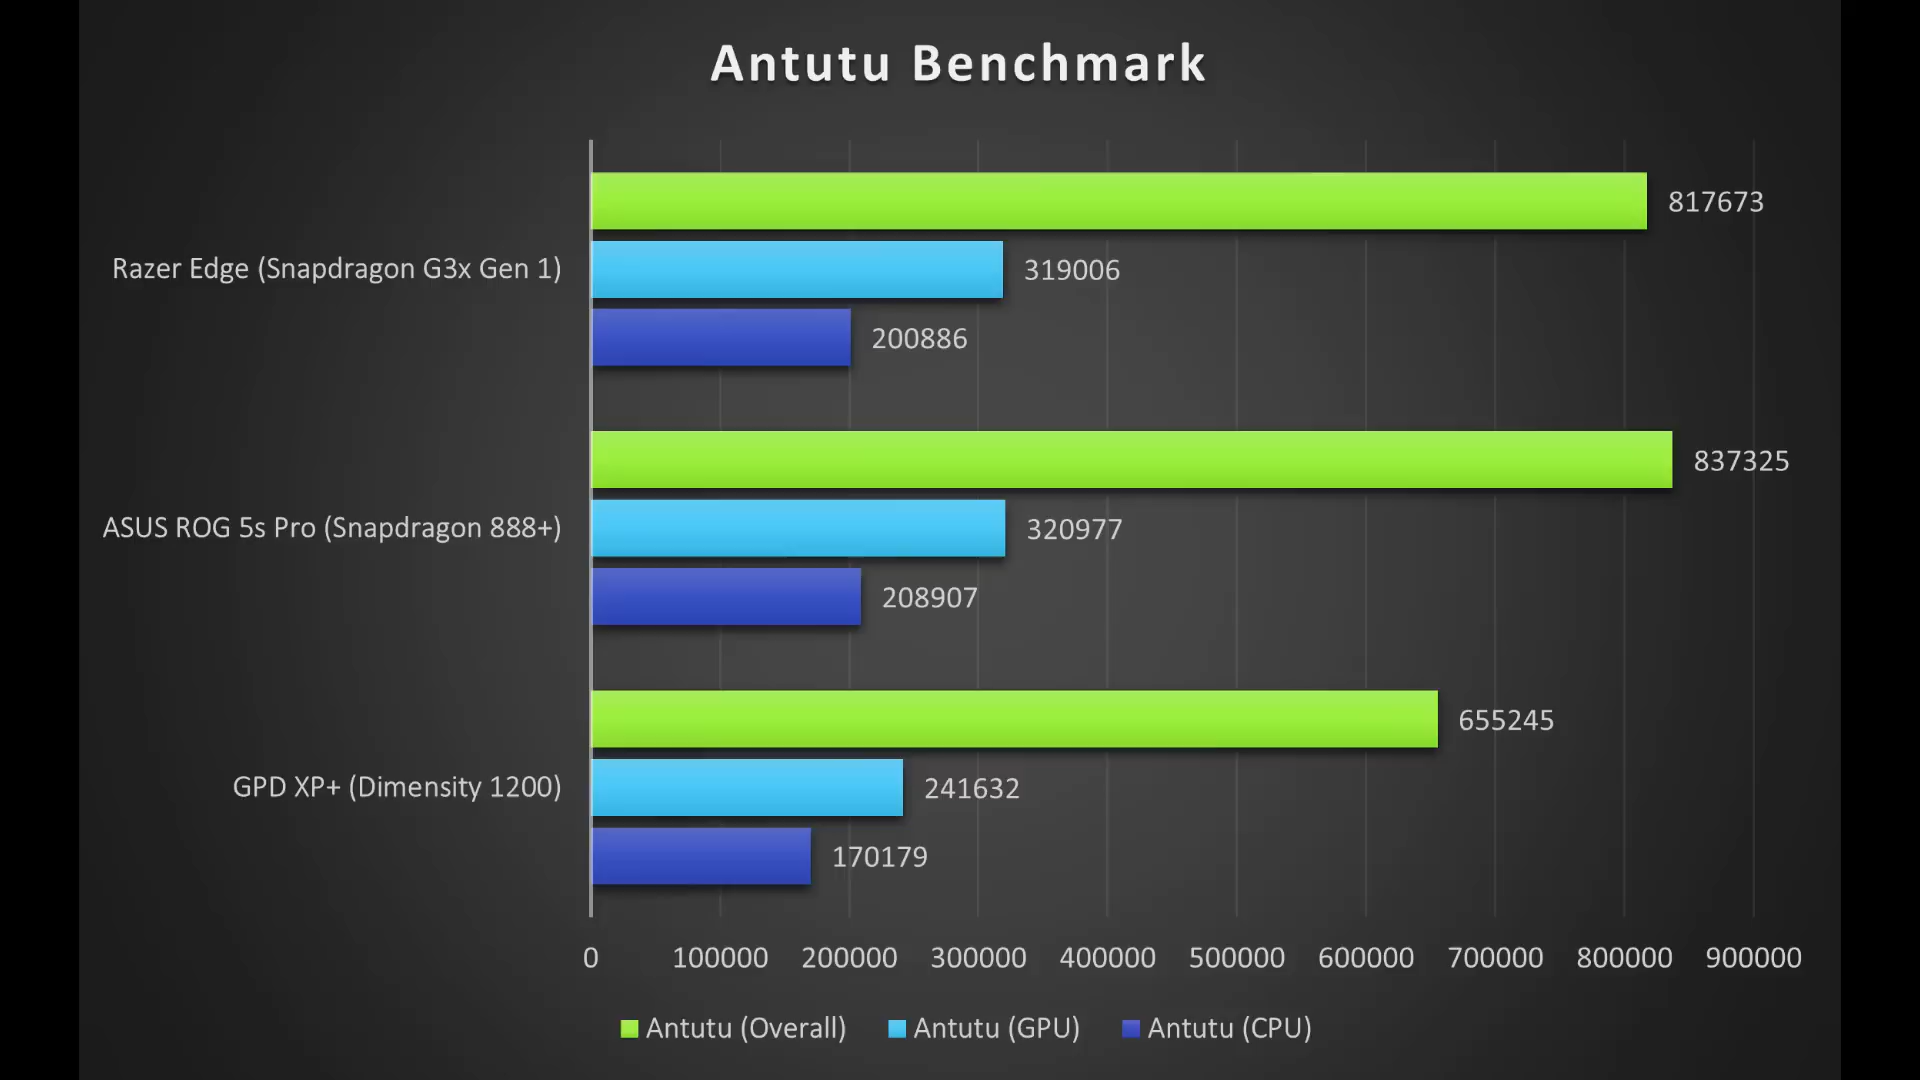 Antutu Benchmark
817673
Razer Edge (Snapdragon G3x Gen 1)
319006
200886
837325
ASUS ROG 5s Pro (Snapdragon 888+)
320977
208907
655245
GPD XP+ (Dimensity 1200)
241632
170179
0 100000 200000 300000 400000 500000 600000 700000 800000 900000
Antutu (Overall) Antutu (GPU) Antutu (CPU)